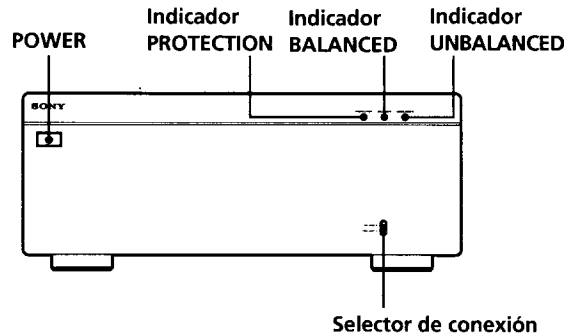 POWER
Indicador
PROTECTION
Indicador
BALANCED
Indicador
UNBALANCED
SONY
Selector de conexión